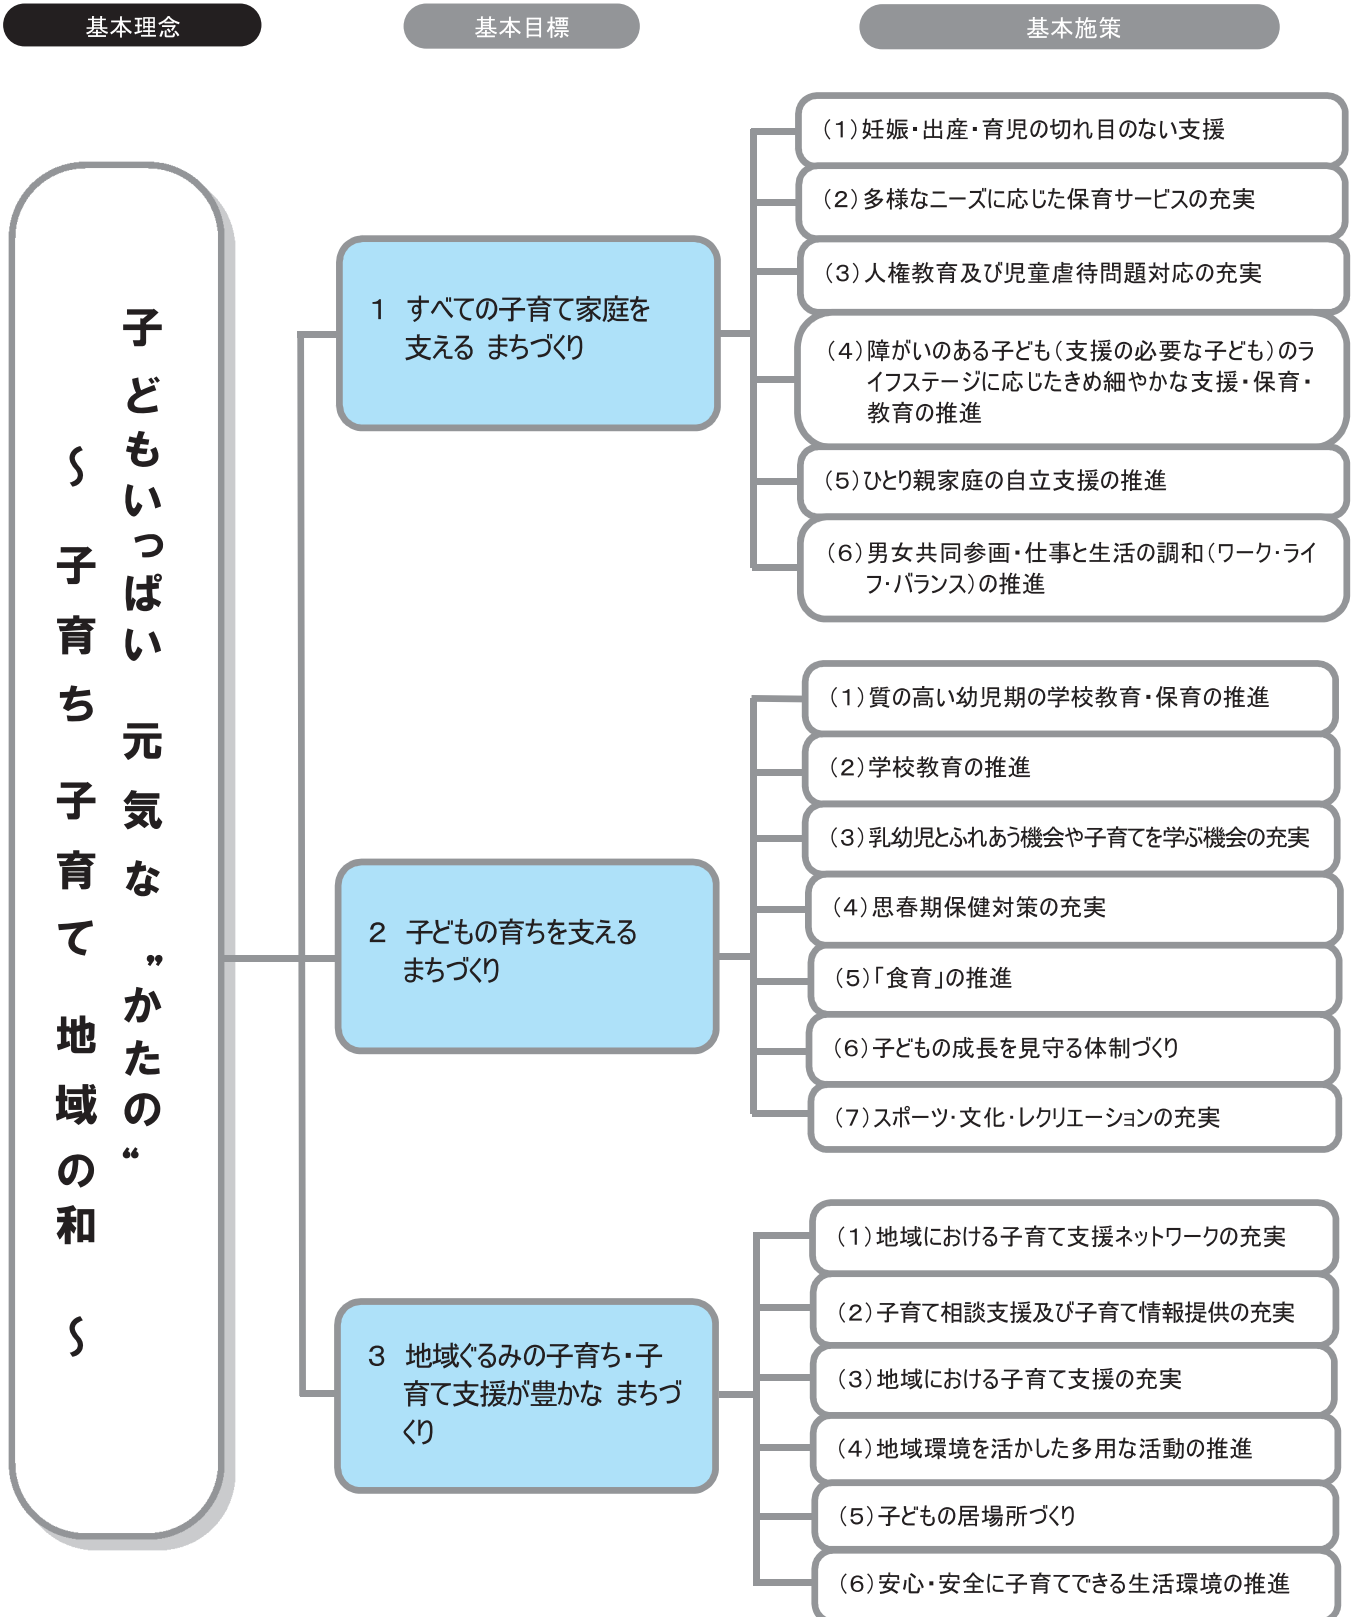 基本理念
基本目標
基本施策
子どもいっぱい 元気な ”かたの“
～ 子育ち 子育て 地域の和 ～
1 すべての子育て家庭を
支える まちづくり
(1)妊娠・出産・育児の切れ目のない支援
(2)多様なニーズに応じた保育サービスの充実
(3)人権教育及び児童虐待問題対応の充実
(4)障がいのある子ども(支援の必要な子ども)のラ
イフステージに応じたきめ細やかな支援・保育・
教育の推進
(5)ひとり親家庭の自立支援の推進
(6)男女共同参画・仕事と生活の調和(ワーク・ライ
フ・バランス)の推進
2 子どもの育ちを支える
まちづくり
(1)質の高い幼児期の学校教育・保育の推進
(2)学校教育の推進
(3)乳幼児とふれあう機会や子育てを学ぶ機会の充実
(4)思春期保健対策の充実
(5)「食育」の推進
(6)子どもの成長を見守る体制づくり
(7)スポーツ・文化・レクリエーションの充実
3 地域ぐるみの子育ち・子
育て支援が豊かな まちづ
くり
(1)地域における子育て支援ネットワークの充実
(2)子育て相談支援及び子育て情報提供の充実
(3)地域における子育て支援の充実
(4)地域環境を活かした多用な活動の推進
(5)子どもの居場所づくり
(6)安心・安全に子育てできる生活環境の推進